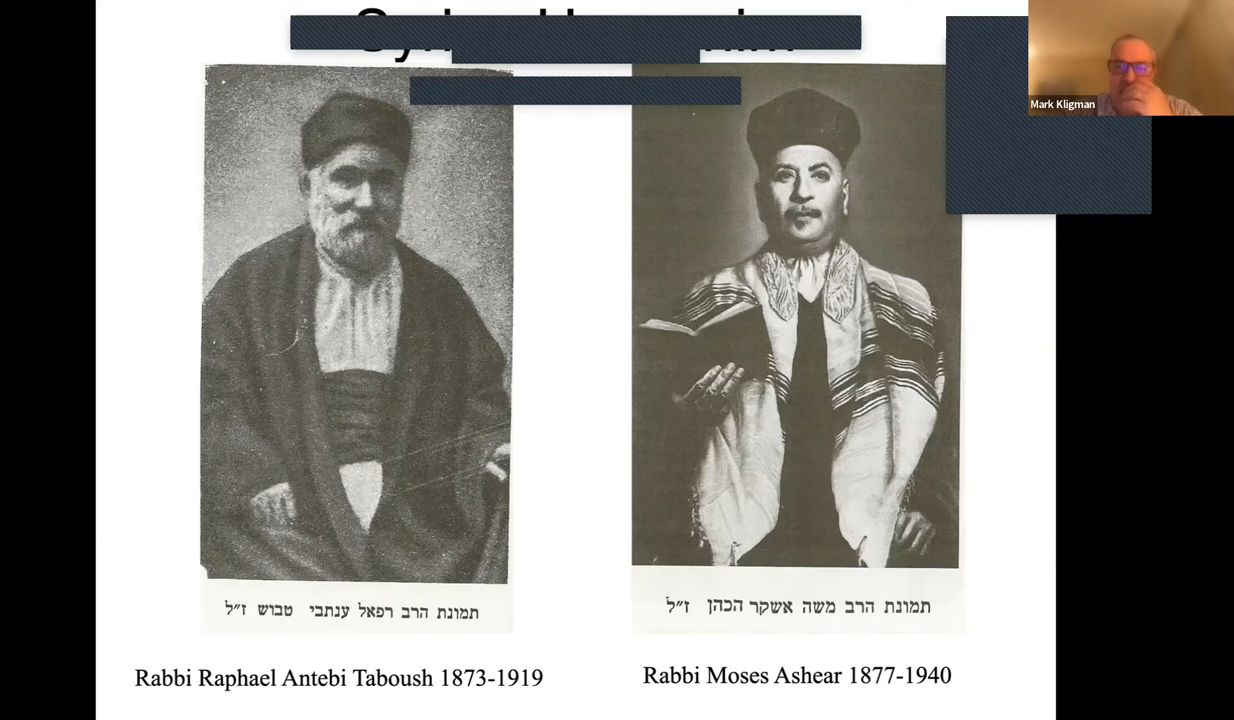 Mark Kligman
תמונת הרב רפאל ענתבי טבוש ז"ל
תמונת הרב משה אשקר הכהן ז"ל
Rabbi Raphael Antebi Taboush 1873-1919
Rabbi Moses Ashear 1877-1940